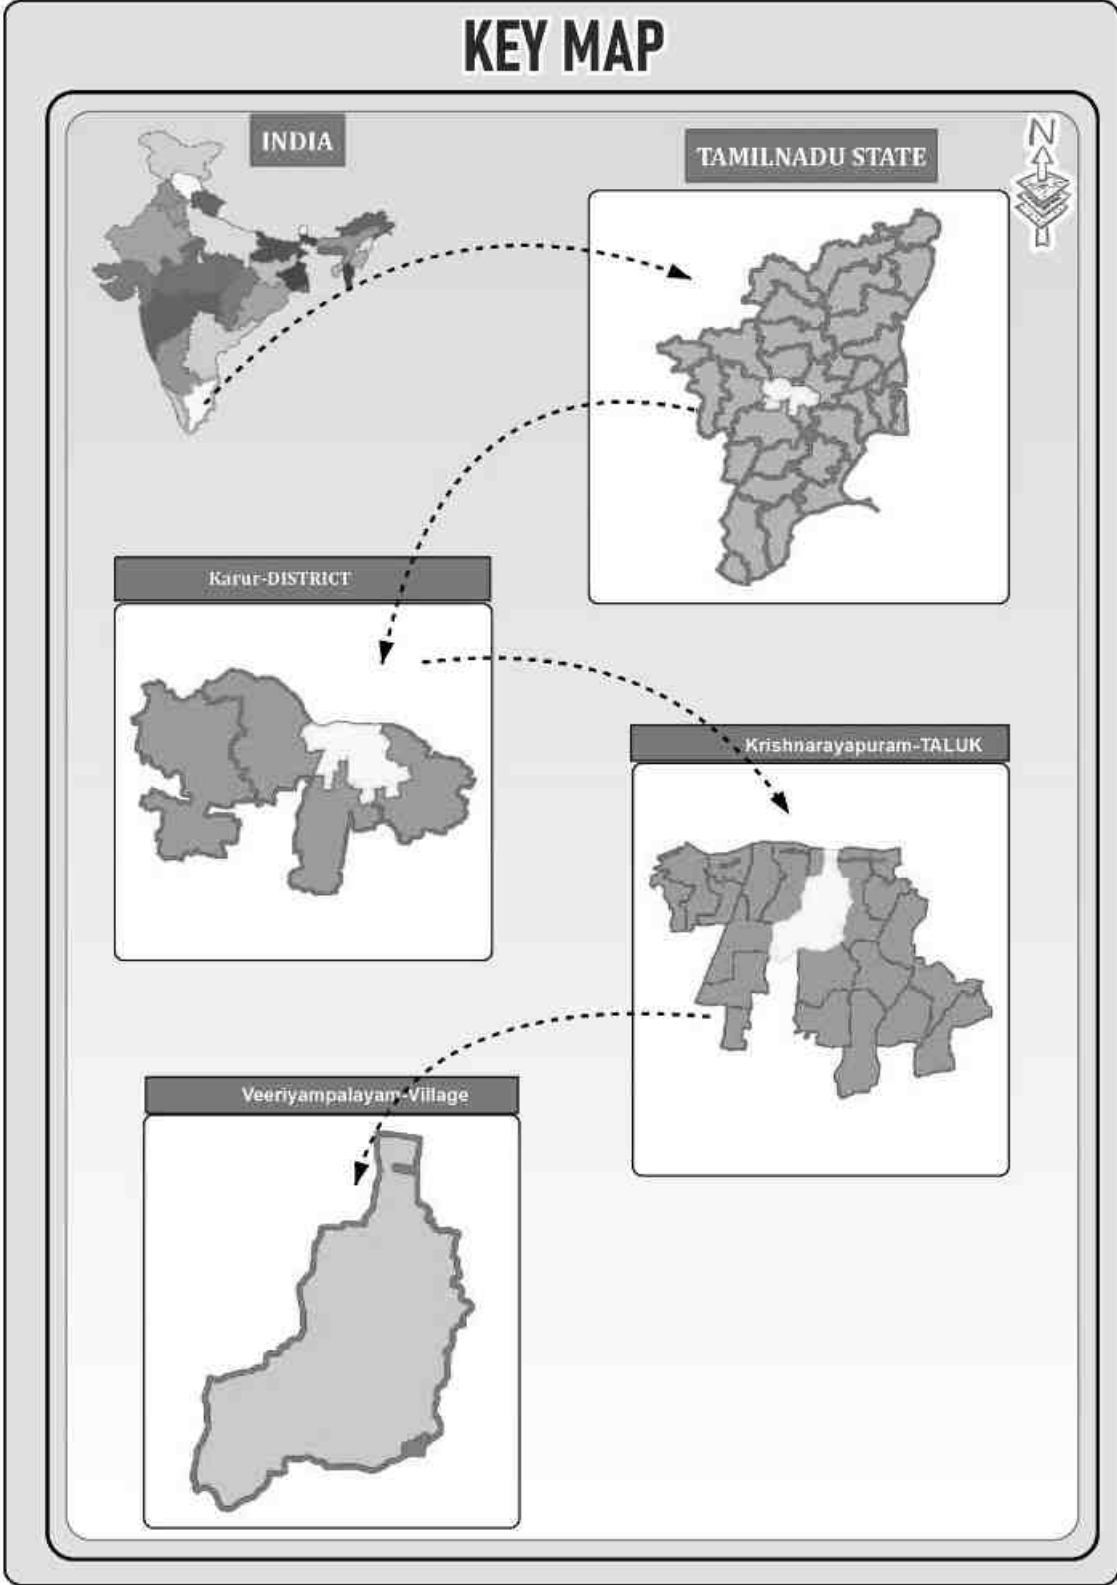 KEY MAP
INDIA
TAMILNADU STATE
N
Karur-DISTRICT
Krishnarayapuram-TALUK
Veeriyampalayam-Village